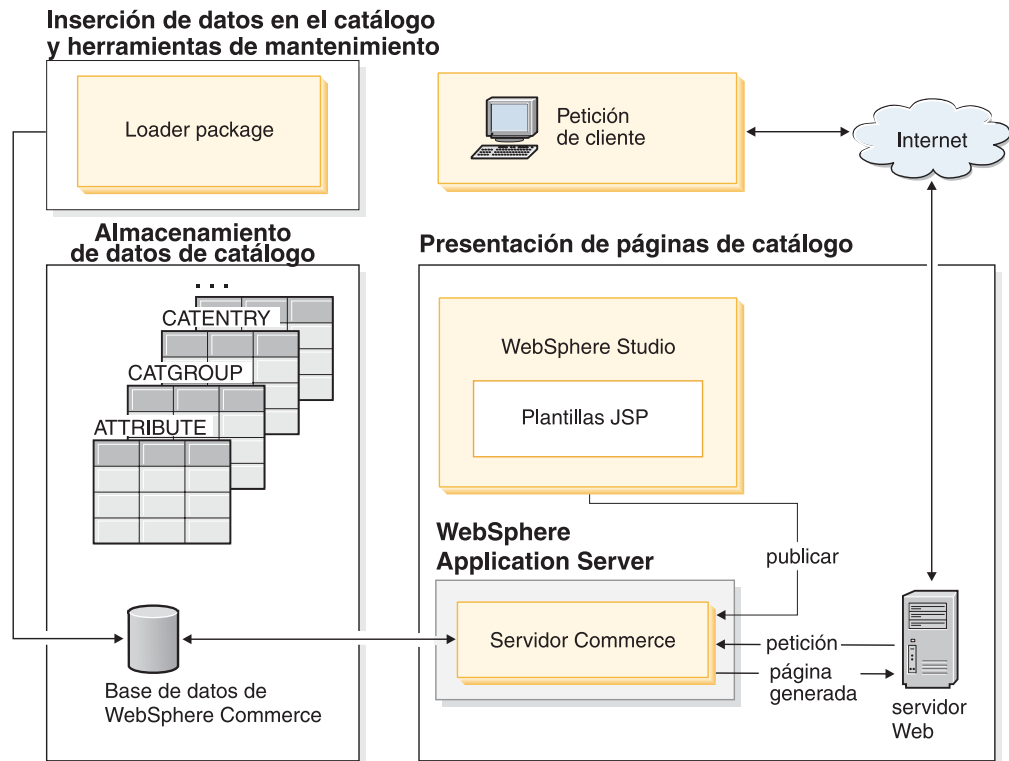 Inserción de datos en el catálogo
y herramientas de mantenimiento
Loader package
Petición
de cliente
Internet
Almacenamiento
de datos de catálogo
. . .
CATENTRY
CATGROUP
ATTRIBUTE
Base de datos de
WebSphere Commerce
Presentación de páginas de catálogo
WebSphere Studio
Plantillas JSP
WebSphere
Application Server
publicar
Servidor Commerce
petición
página
generada
servidor
Web